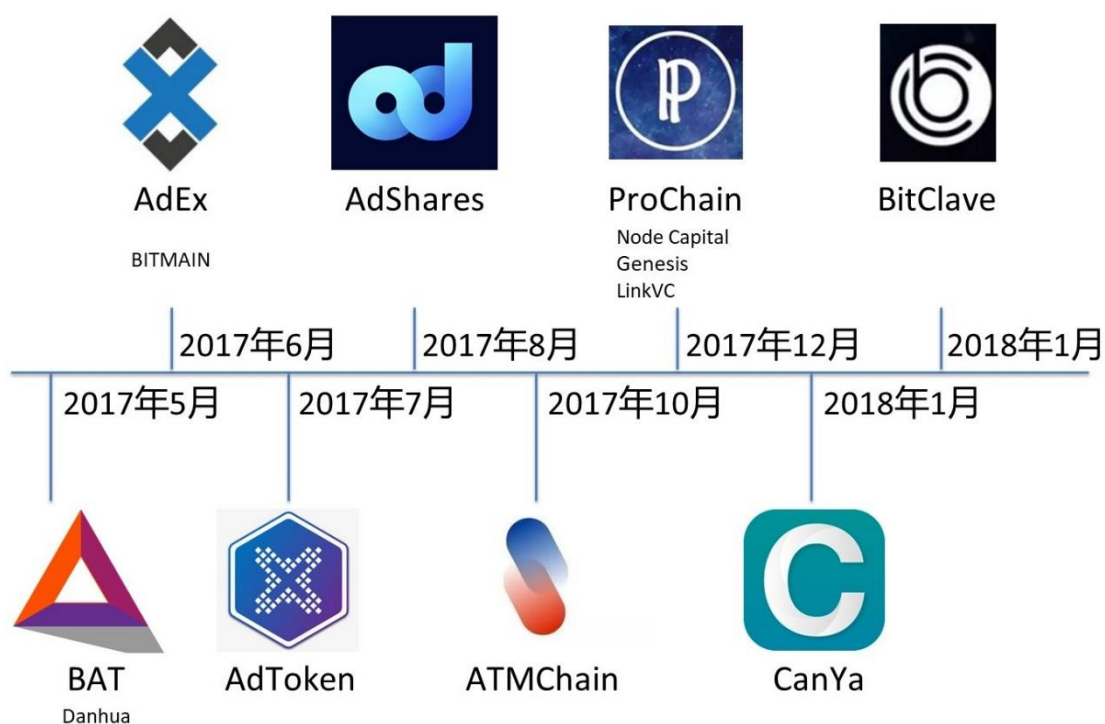 AdEx
AdShares
ProChain
BitClave
BITMAIN
Node Capital
Genesis
LinkVC
2017年6月
2017年8月
2017年12月
2018年1月
2017年5月
2017年7月
2017年10月
2018年1月
BAT
AdToken
ATMChain
CanYa
Danhua